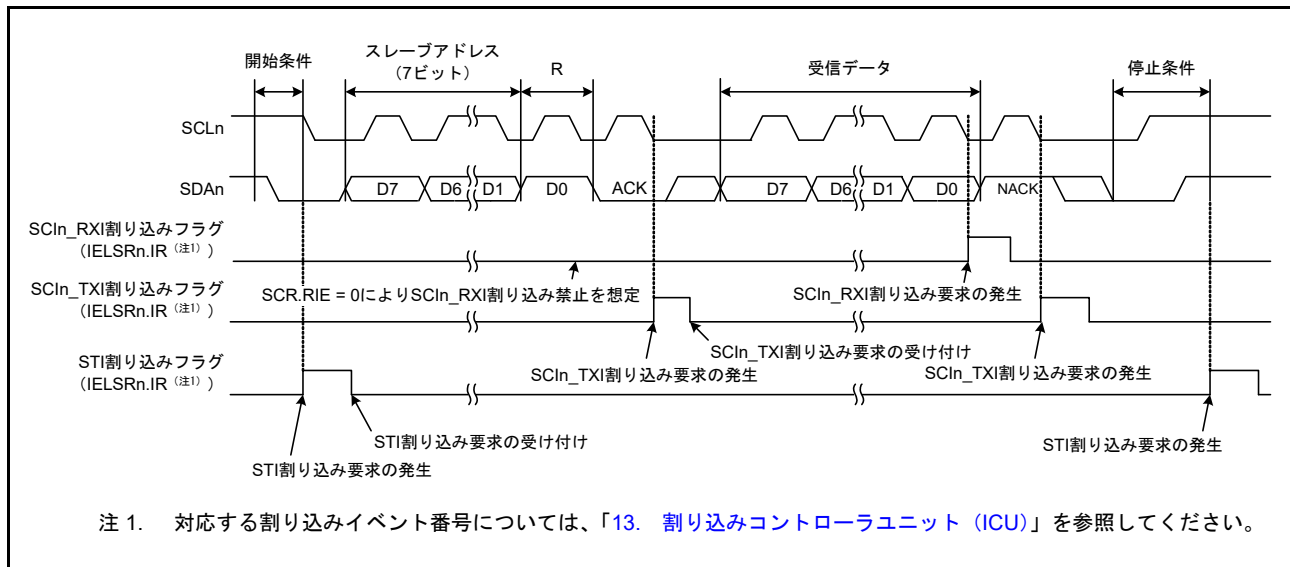 開始条件
スレーブアドレス
（7ビット）
R
受信データ
停止条件
SCLn
SDAn
D7
D6
D1
D0
ACK
D7
D6
D1
D0
NACK
SCIn_RXI割り込みフラグ
（IELSRn.IR（注1））
SCR.RIE = 0によりSCIn_RXI割り込み禁止を想定
SCIn_RXI割り込み要求の発生
SCIn_TXI割り込みフラグ
（IELSRn.IR（注1））
SCIn_TXI割り込み要求の受け付け
SCIn_TXI割り込み要求の発生
SCIn_TXI割り込み要求の発生
STI割り込みフラグ
（IELSRn.IR（注1））
STI割り込み要求の受け付け
STI割り込み要求の発生
STI割り込み要求の発生
注 1. 対応する割り込みイベント番号については、「13. 割り込みコントローラユニット（ICU）」を参照してください。